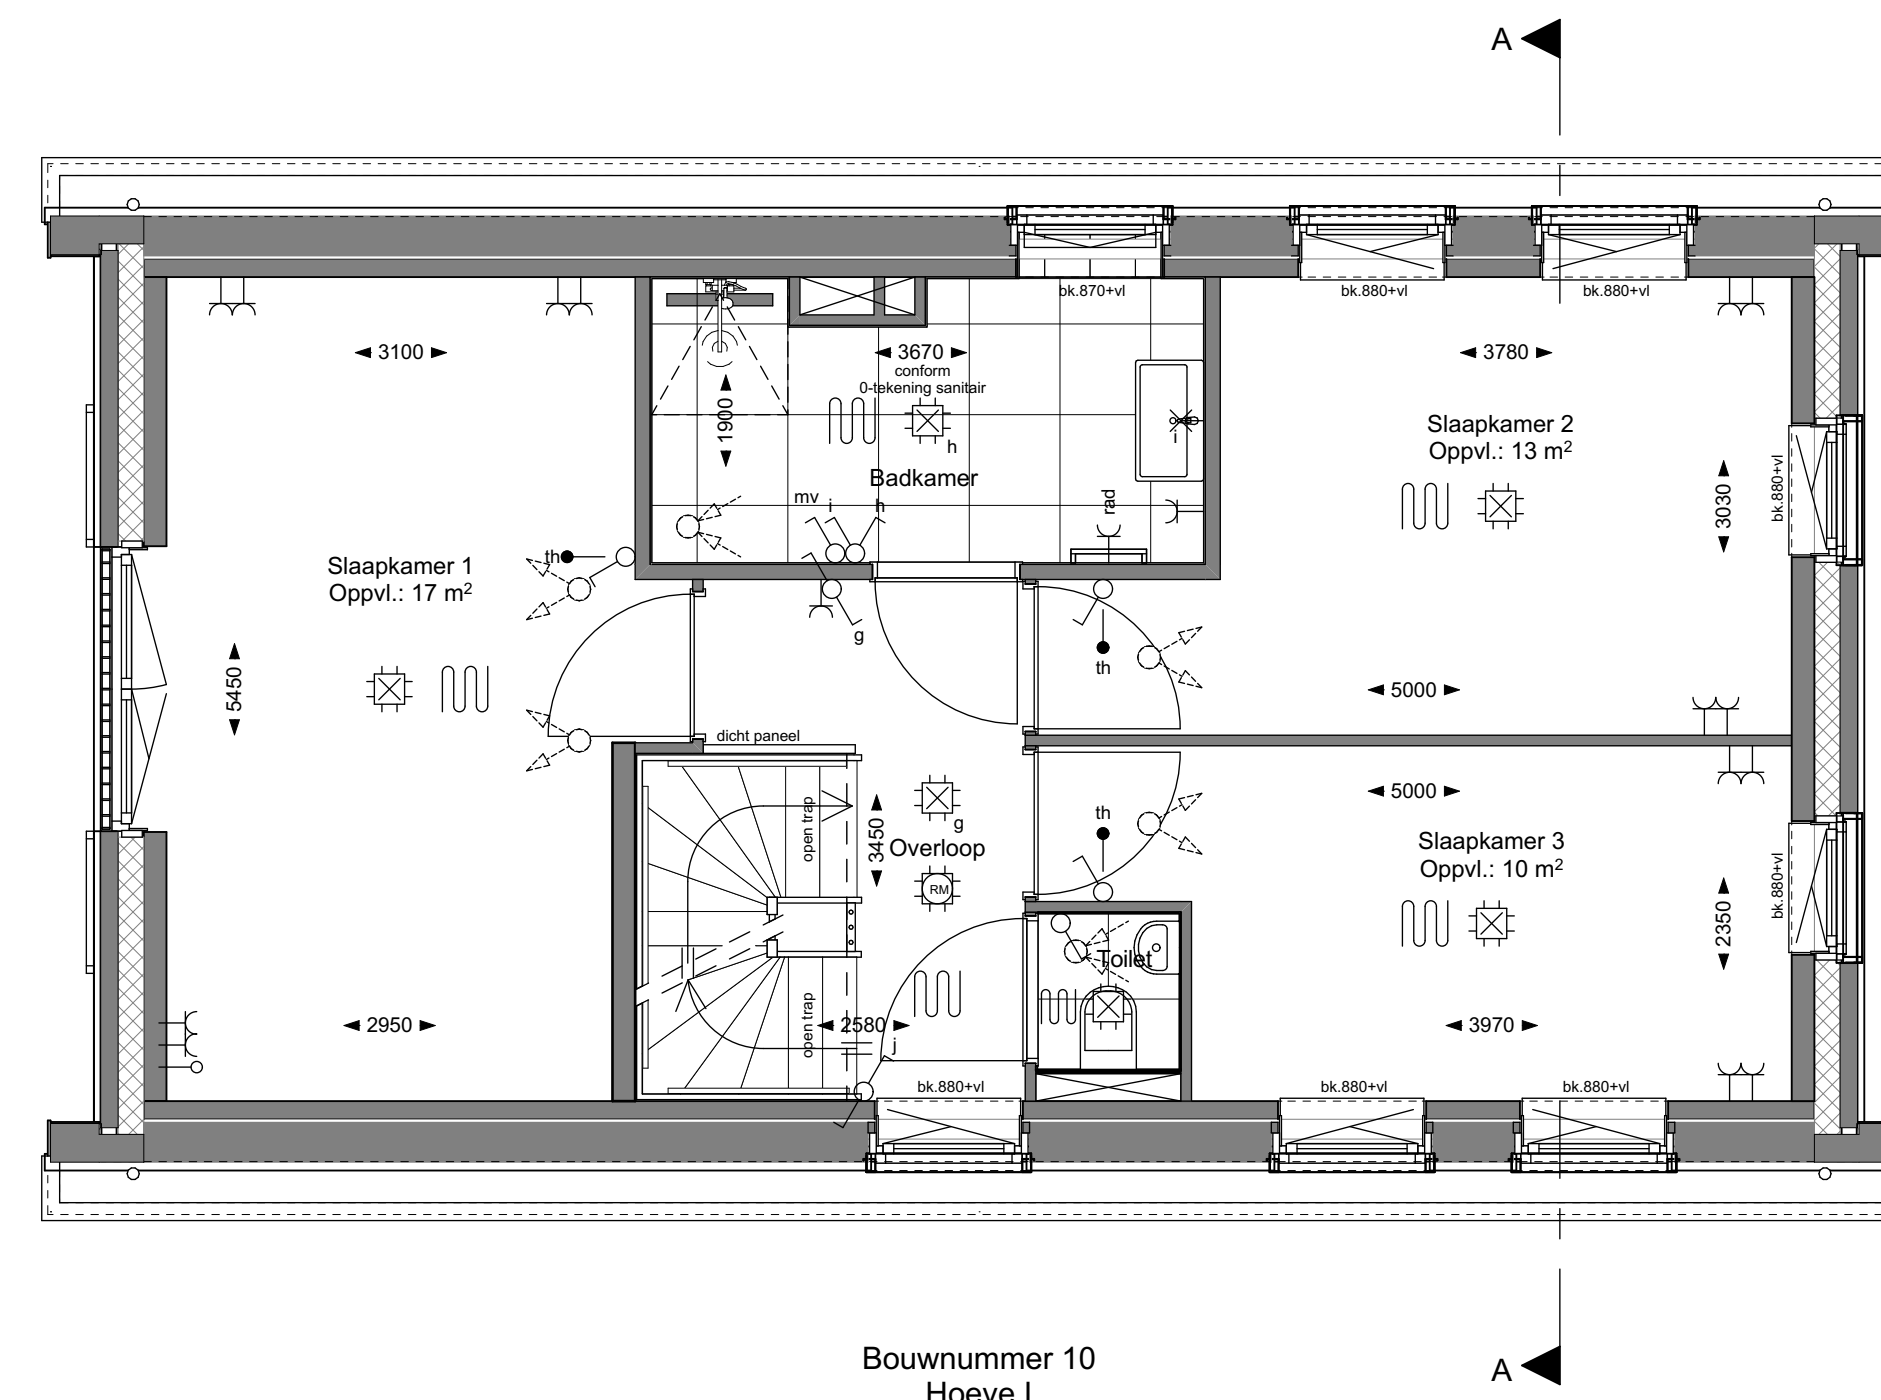 A
bk.870+vl
bk.880+vl
bk.880+vl
3100
3670
conform
0-tekening sanitair
3780
1900
h
i
Badkamer
Slaapkamer 2
Oppvl.: 13 m²
bk.880+vl
3030
mv
i
h
rad
th
Slaapkamer 1
Oppvl.: 17 m²
g
th
5450
5000
dicht paneel
open trap
3450
g
Overloop
RM
th
5000
Slaapkamer 3
Oppvl.: 10 m²
bk.880+vl
2350
Toilet
2950
open trap
2580
j
3970
bk.880+vl
bk.880+vl
bk.880+vl
Bouwnummer 10
A